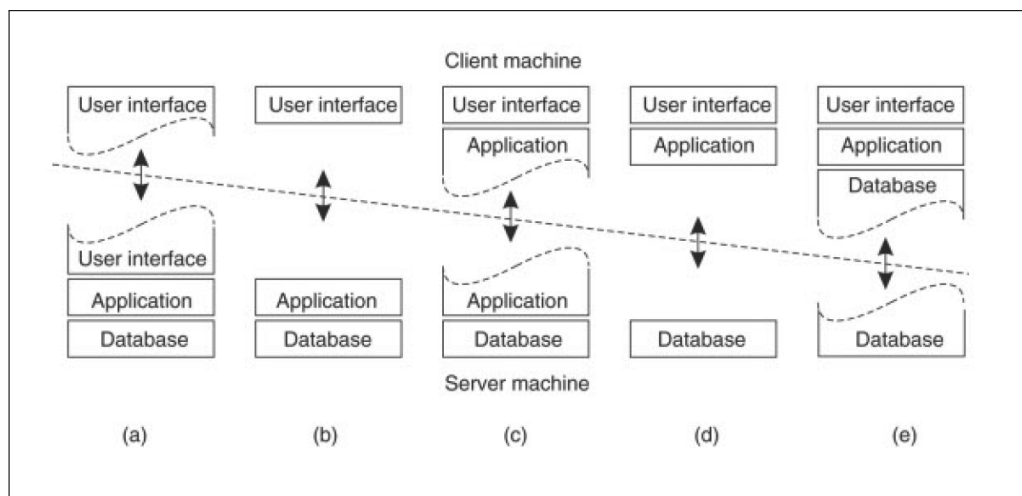 Client machine
User interface User interface User interface User interface User interface
Application Application Application
Database
User interface
Application Application Application
Database Database Database Database Database
Server machine
(a) (b) (c) (d) (e)